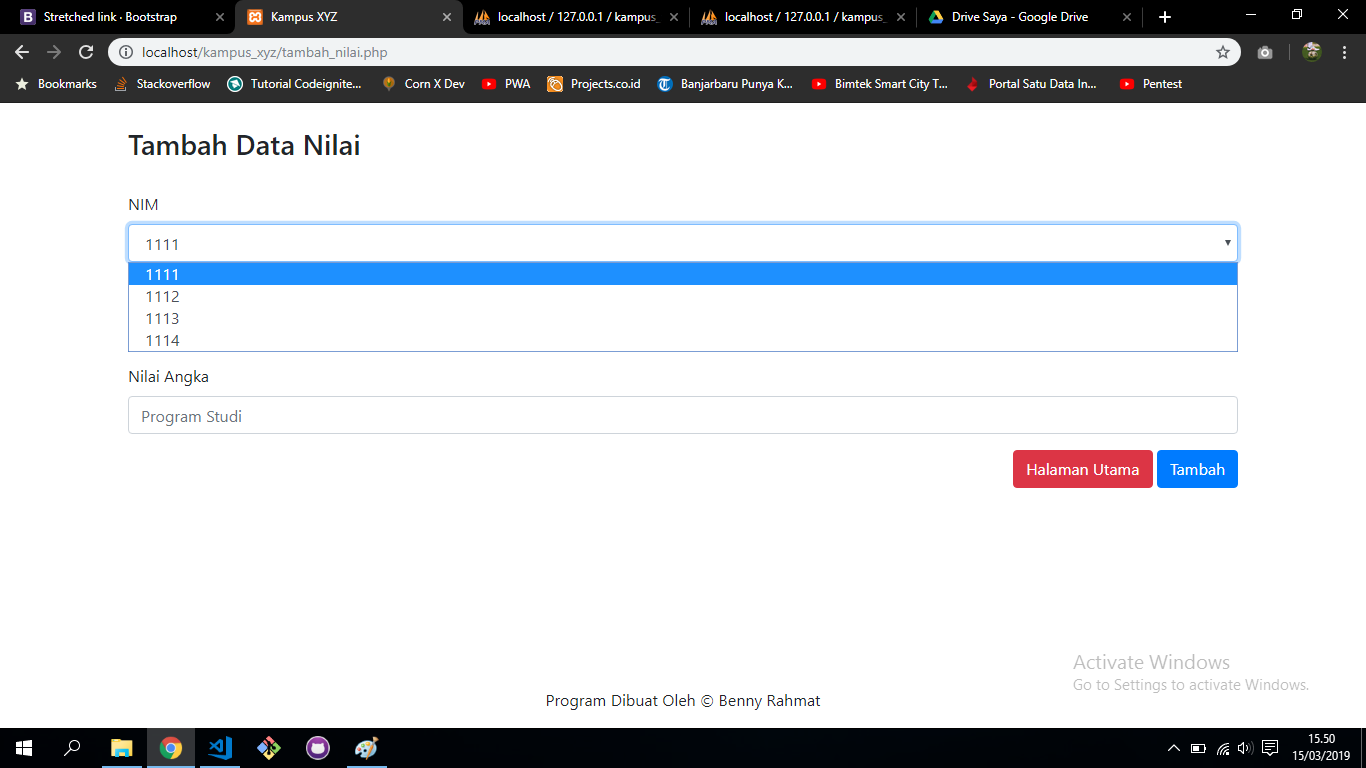 Stretched link · Bootstrap
Kampus XYZ
localhost / 127.0.0.1 / kampus_
localhost / 127.0.0.1 / kampus_
Drive Saya - Google Drive
localhost/kampus_xyz/tambah_nilai.php
Bookmarks
Stackoverflow
Tutorial Codeignite...
Corn X Dev
PWA
Projects.co.id
Banjarbaru Punya K...
Bimtek Smart City T...
Portal Satu Data In...
Pentest
Tambah Data Nilai
NIM
1111
1111
1112
1113
1114
Nilai Angka
Program Studi
Halaman Utama
Tambah
Activate Windows
Go to Settings to activate Windows.
Program Dibuat Oleh © Benny Rahmat
15.50
15/03/2019